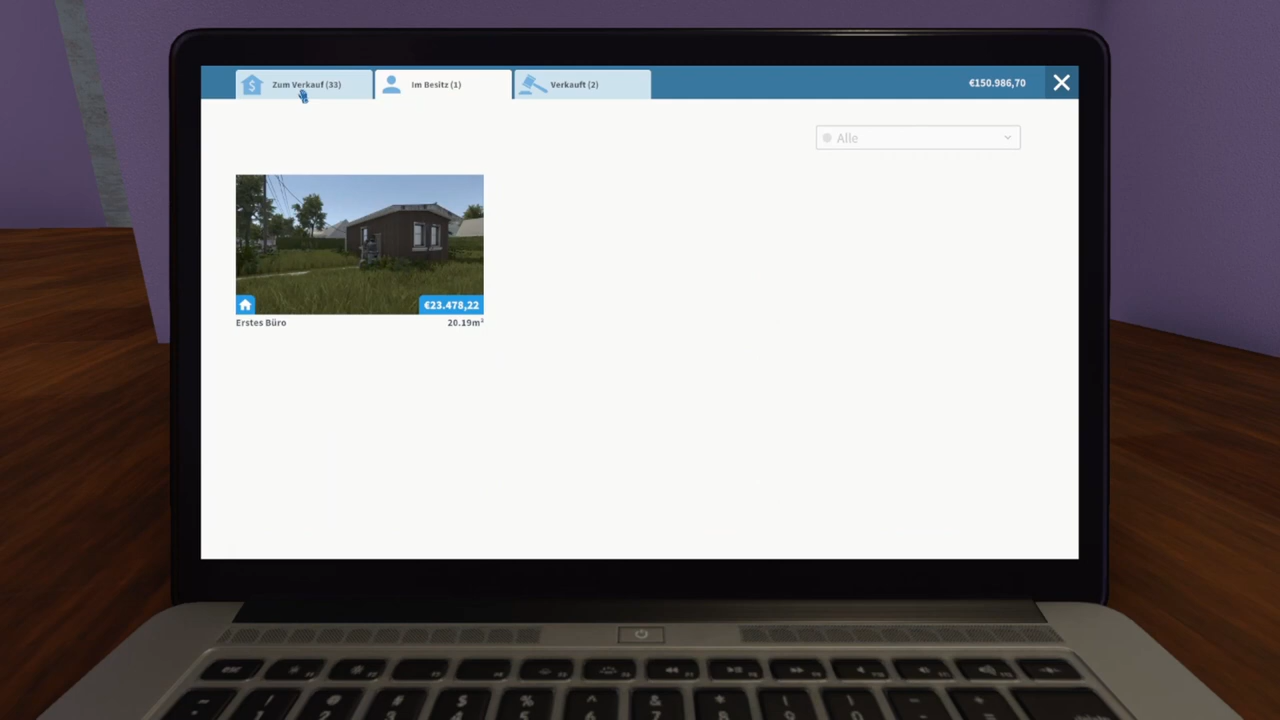 Zum Verkauf (33)
Im Besitz (1)
Verkauft (2)
€150.986,70
Alle
€23.478,22
Erstes Büro
20.19m²